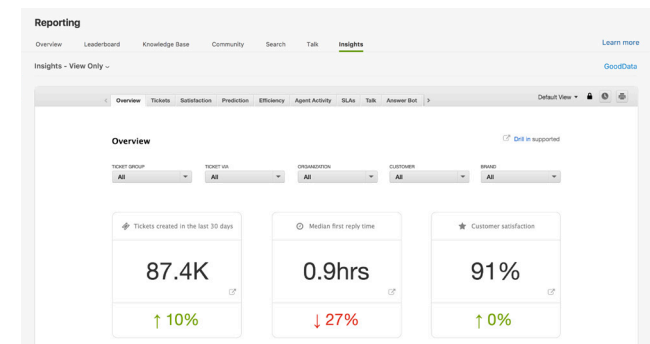 Reporting
Overview Leaderboard Knowledge Base Community Search Talk Insights Learn more
Insights - View Only GoodData
Overview Tickets Satisfaction Prediction Efficiency Agent Activity SLAs Talk Answer Bot Default View
Overview Drill in supported
TICKET GROUP TICKET VIA ORGANIZATION CUSTOMER BRAND
All All All All All
Tickets created in the last 30 days Median first reply time Customer satisfaction
87.4K 0.9hrs 91%
↑ 10% ↓ 27% ↑ 0%